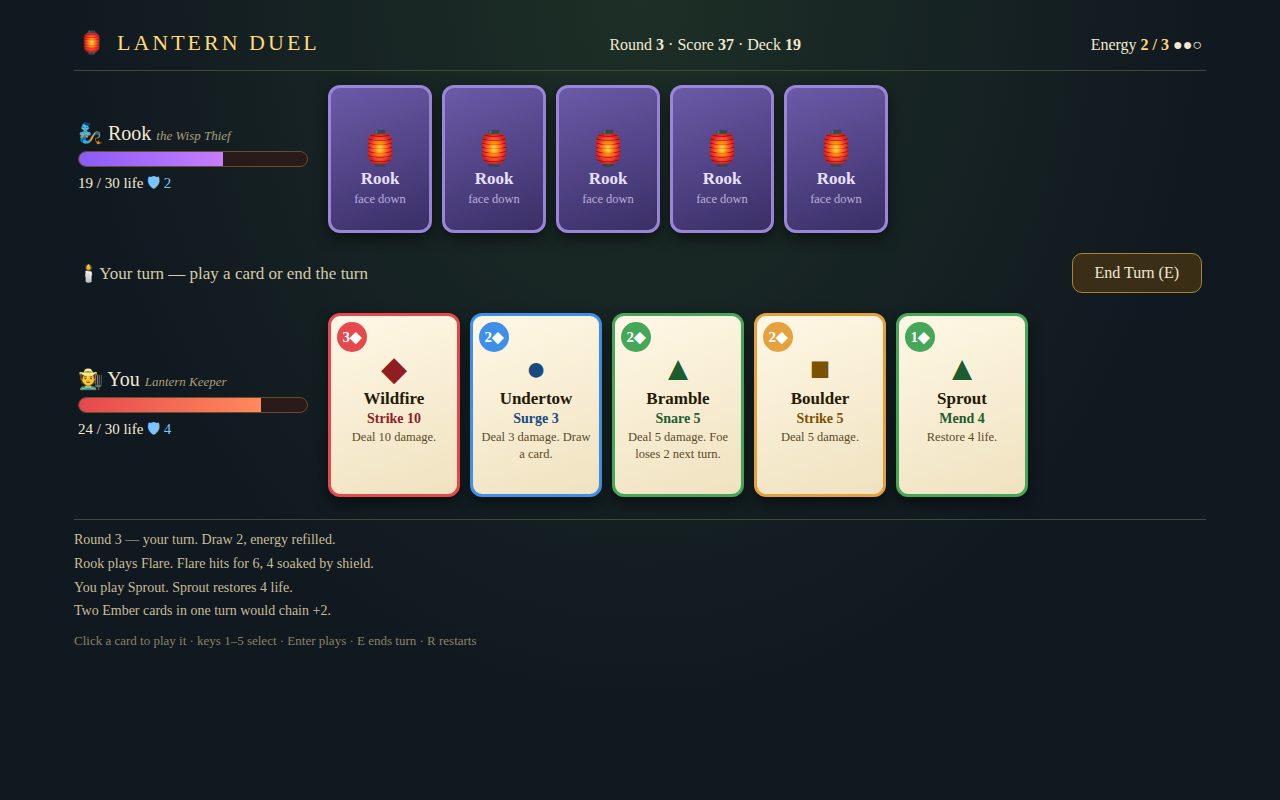 LANTERN DUEL
Round 3 · Score 37 · Deck 19
Energy 2 / 3 ●●○
Rook the Wisp Thief
19 / 30 life 2
Rook
face down
Rook
face down
Rook
face down
Rook
face down
Rook
face down
Your turn — play a card or end the turn
End Turn (E)
You Lantern Keeper
24 / 30 life 4
3◆
Wildfire
Strike 10
Deal 10 damage.
2◆
Undertow
Surge 3
Deal 3 damage. Draw
a card.
2◆
Bramble
Snare 5
Deal 5 damage. Foe
loses 2 next turn.
2◆
Boulder
Strike 5
Deal 5 damage.
1◆
Sprout
Mend 4
Restore 4 life.
Round 3 — your turn. Draw 2, energy refilled.
Rook plays Flare. Flare hits for 6, 4 soaked by shield.
You play Sprout. Sprout restores 4 life.
Two Ember cards in one turn would chain +2.
Click a card to play it · keys 1–5 select · Enter plays · E ends turn · R restarts